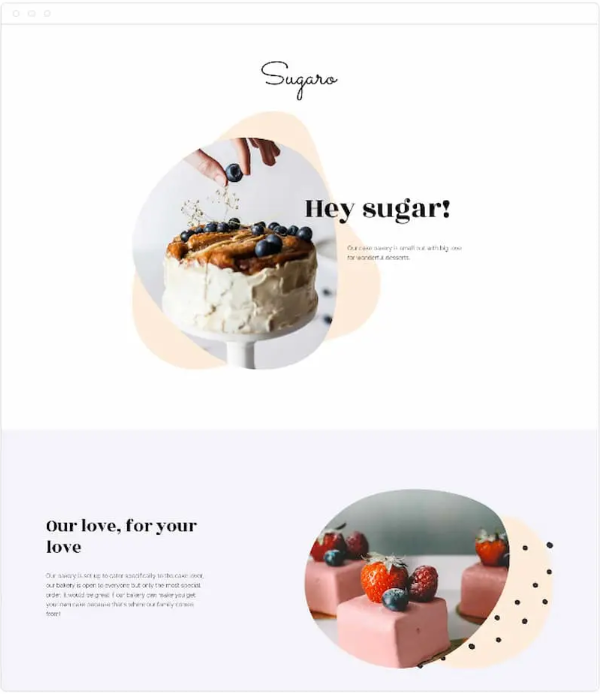 Sugaro
Hey sugar!
Our cake bakery is small but with big love
for wonderful desserts.
Our love, for your
love
Our bakery is set up to cater specifically to the cake lover,
our bakery is open to everyone but only the most special
order. It would be great if our bakery can make you get
your own cake because that's where our family comes
from!